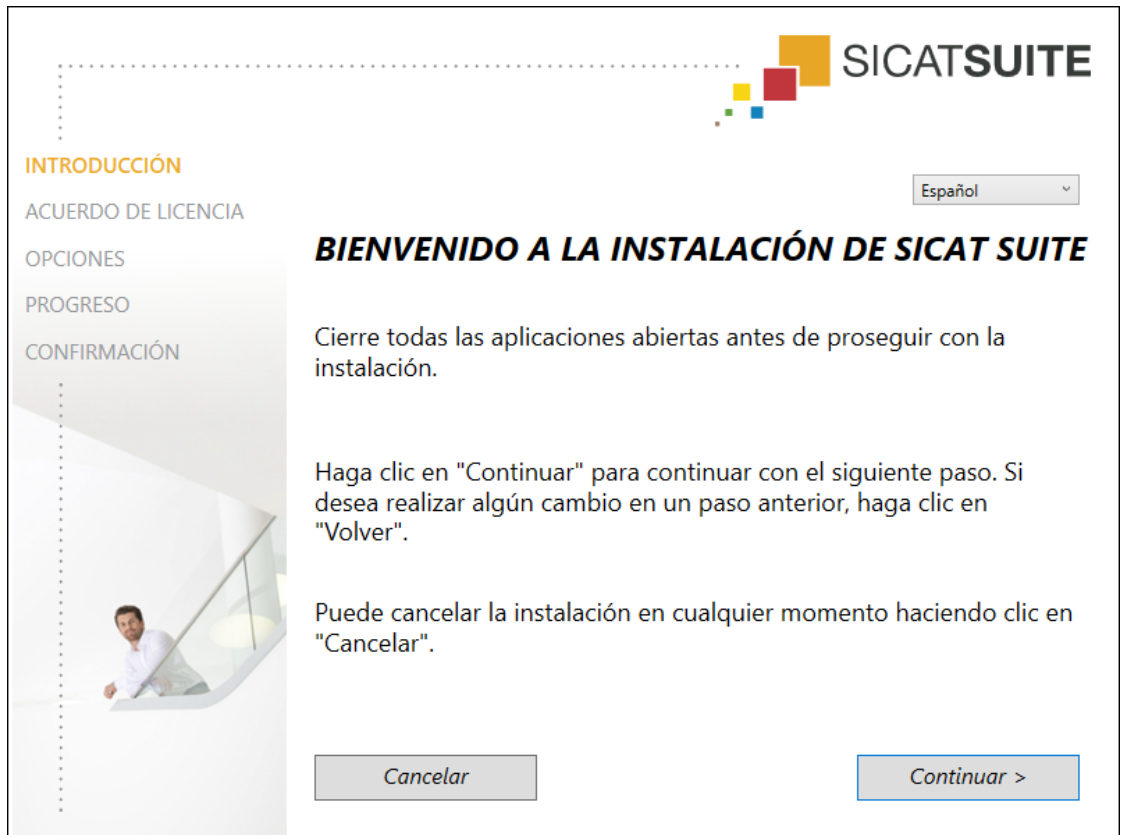 SICATSUITE
INTRODUCCIÓN
ACUERDO DE LICENCIA
OPCIONES
PROGRESO
CONFIRMACIÓN
Español
BIENVENIDO A LA INSTALACIÓN DE SICAT SUITE
Cierre todas las aplicaciones abiertas antes de proseguir con la
instalación.
Haga clic en "Continuar" para continuar con el siguiente paso. Si
desea realizar algún cambio en un paso anterior, haga clic en
"Volver".
Puede cancelar la instalación en cualquier momento haciendo clic en
"Cancelar".
Cancelar
Continuar >